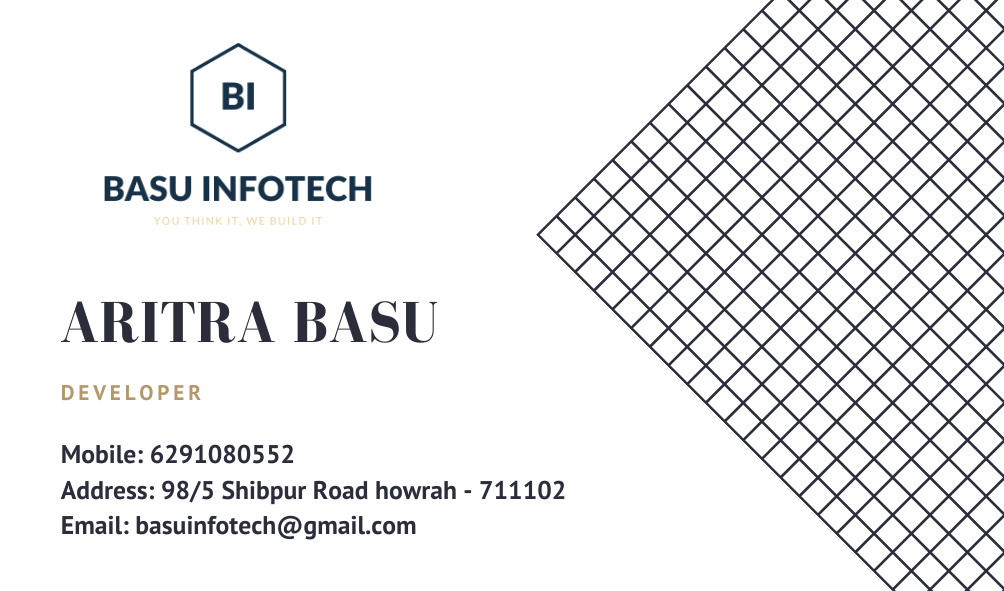 BI
BASU INFOTECH
YOU THINK IT, WE BUILD IT
ARITRA BASU
DEVELOPER
Mobile: 6291080552
Address: 98/5 Shibpur Road howrah - 711102
Email: basuinfotech@gmail.com